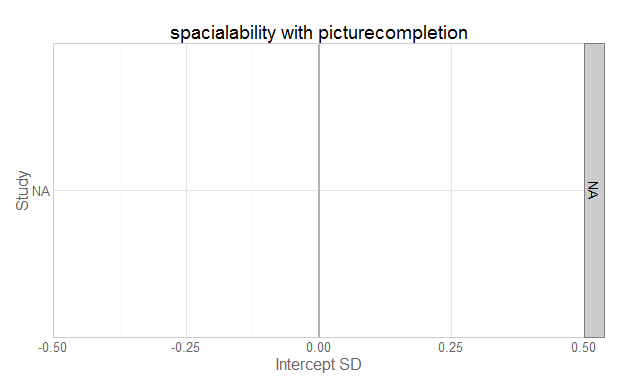 spacialability with picturecompletion
Study
NA
NA
-0.50
-0.25
0.00
0.25
0.50
Intercept SD